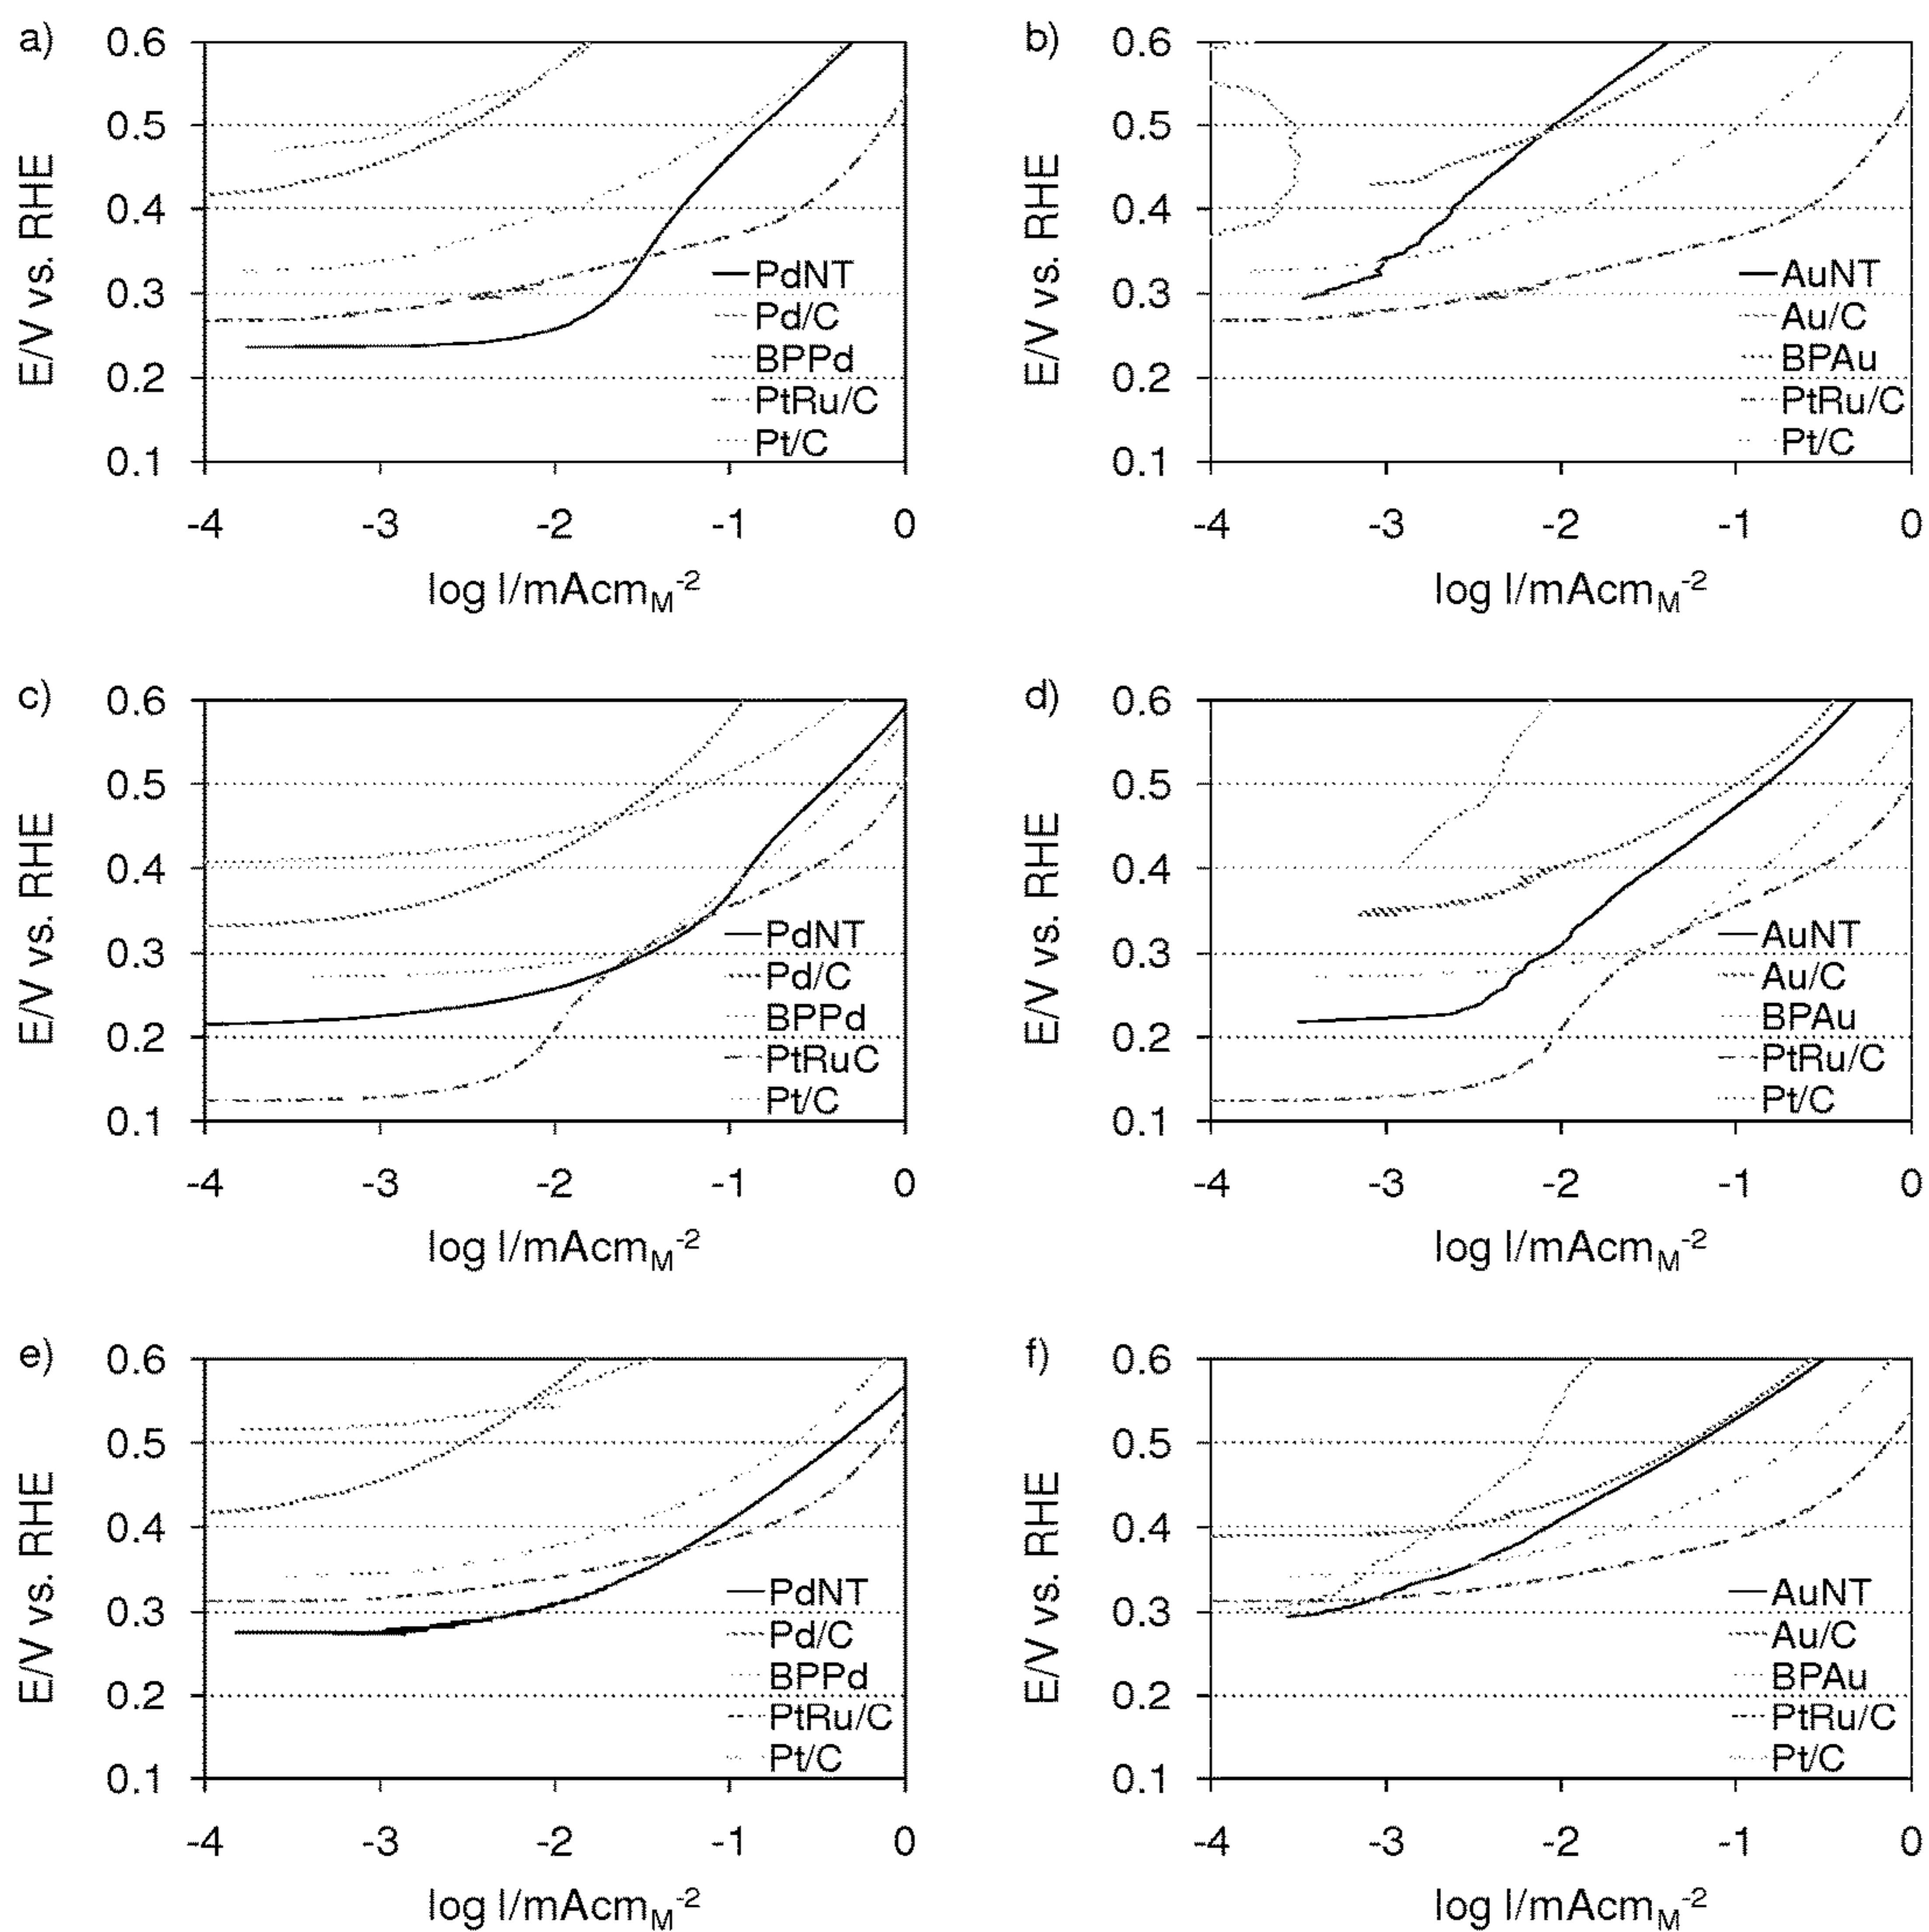 a)
0.6
0.5
0.4
0.3
0.2
0.1
E/V vs. RHE
PdNT
Pd/C
BPPd
PtRu/C
Pt/C
-4 -3 -2 -1 0
log I/mAcm_M^-2
b)
0.6
0.5
0.4
0.3
0.2
0.1
E/V vs. RHE
AuNT
Au/C
BPAu
PtRu/C
Pt/C
-4 -3 -2 -1 0
log I/mAcm_M^-2
c)
0.6
0.5
0.4
0.3
0.2
0.1
E/V vs. RHE
PdNT
Pd/C
BPPd
PtRuC
Pt/C
-4 -3 -2 -1 0
log I/mAcm_M^-2
d)
0.6
0.5
0.4
0.3
0.2
0.1
E/V vs. RHE
AuNT
Au/C
BPAu
PtRu/C
Pt/C
-4 -3 -2 -1 0
log I/mAcm_M^-2
e)
0.6
0.5
0.4
0.3
0.2
0.1
E/V vs. RHE
PdNT
Pd/C
BPPd
PtRu/C
Pt/C
-4 -3 -2 -1 0
log I/mAcm_M^-2
f)
0.6
0.5
0.4
0.3
0.2
0.1
E/V vs. RHE
AuNT
Au/C
BPAu
PtRu/C
Pt/C
-4 -3 -2 -1 0
log I/mAcm_M^-2